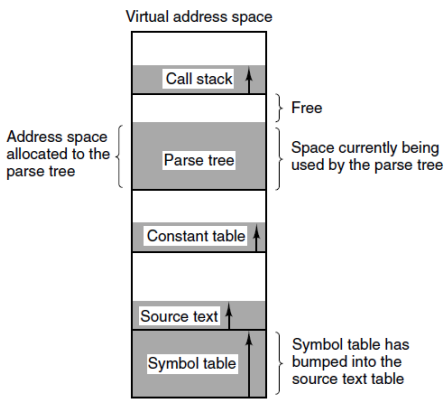 Virtual address space
Call stack
Free
Address space
allocated to the
parse tree
Parse tree
Space currently being
used by the parse tree
Constant table
Source text
Symbol table
Symbol table has
bumped into the
source text table